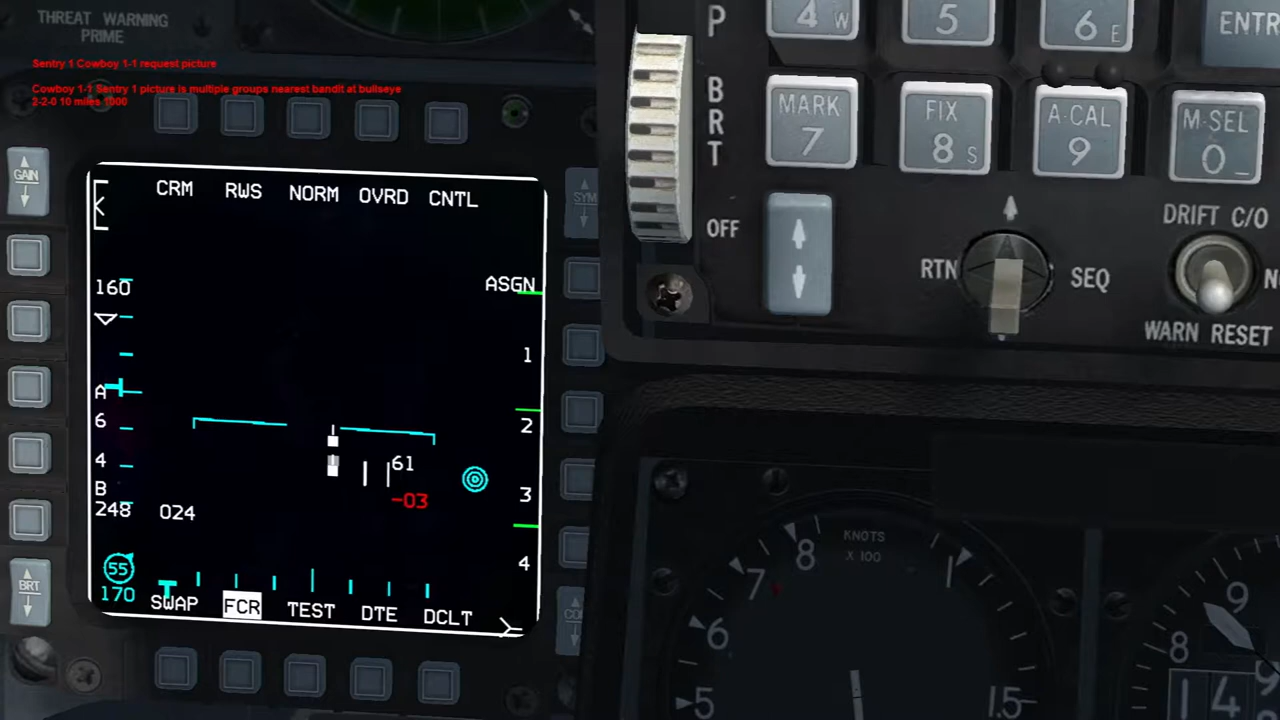 THREAT WARNING
PRIME
Sentry 1 Cowboy 1-1 request picture
Cowboy 1-1 Sentry 1 picture is multiple groups nearest bandit at bullseye
2-2-0 10 miles 1000
GAIN
SYM
CRM RWS NORM OVRD CNTL
160
ASGN
1
A
6
2
61
4
-03
3
B
248 024
4
55
170
BRT
SWAP FCR TEST DTE DCLT
P
4 W
5
6 E
ENTR
BRT
OFF
MARK
7
FIX
8 S
A-CAL
9
M-SEL
0
RTN
SEQ
DRIFT C/O
N
WARN RESET
KNOTS
X 100
8
7
6
5
1
1.5
9
8
1 4